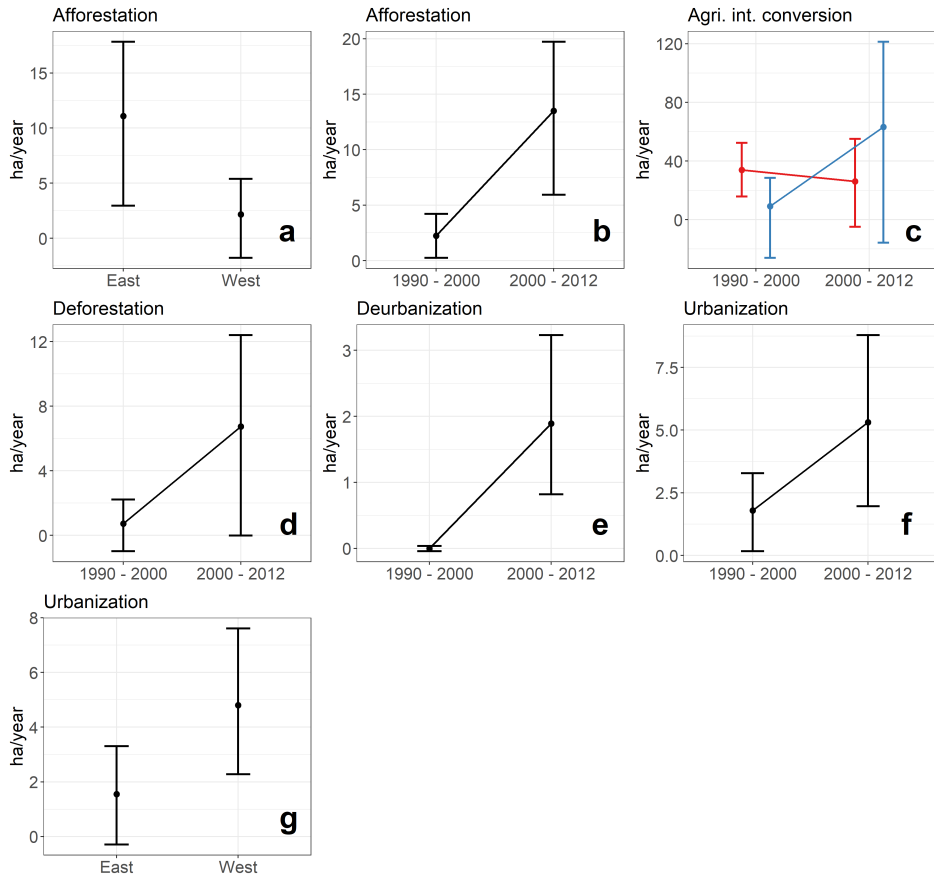 Afforestation
ha/year
15
10
5
0
East West
a
Afforestation
ha/year
20
15
10
5
0
1990 - 2000 2000 - 2012
b
Agri. int. conversion
ha/year
120
80
40
0
1990 - 2000 2000 - 2012
c
Deforestation
ha/year
12
8
4
0
1990 - 2000 2000 - 2012
d
Deurbanization
ha/year
3
2
1
0
1990 - 2000 2000 - 2012
e
Urbanization
ha/year
7.5
5.0
2.5
0.0
1990 - 2000 2000 - 2012
f
Urbanization
ha/year
8
6
4
2
0
East West
g